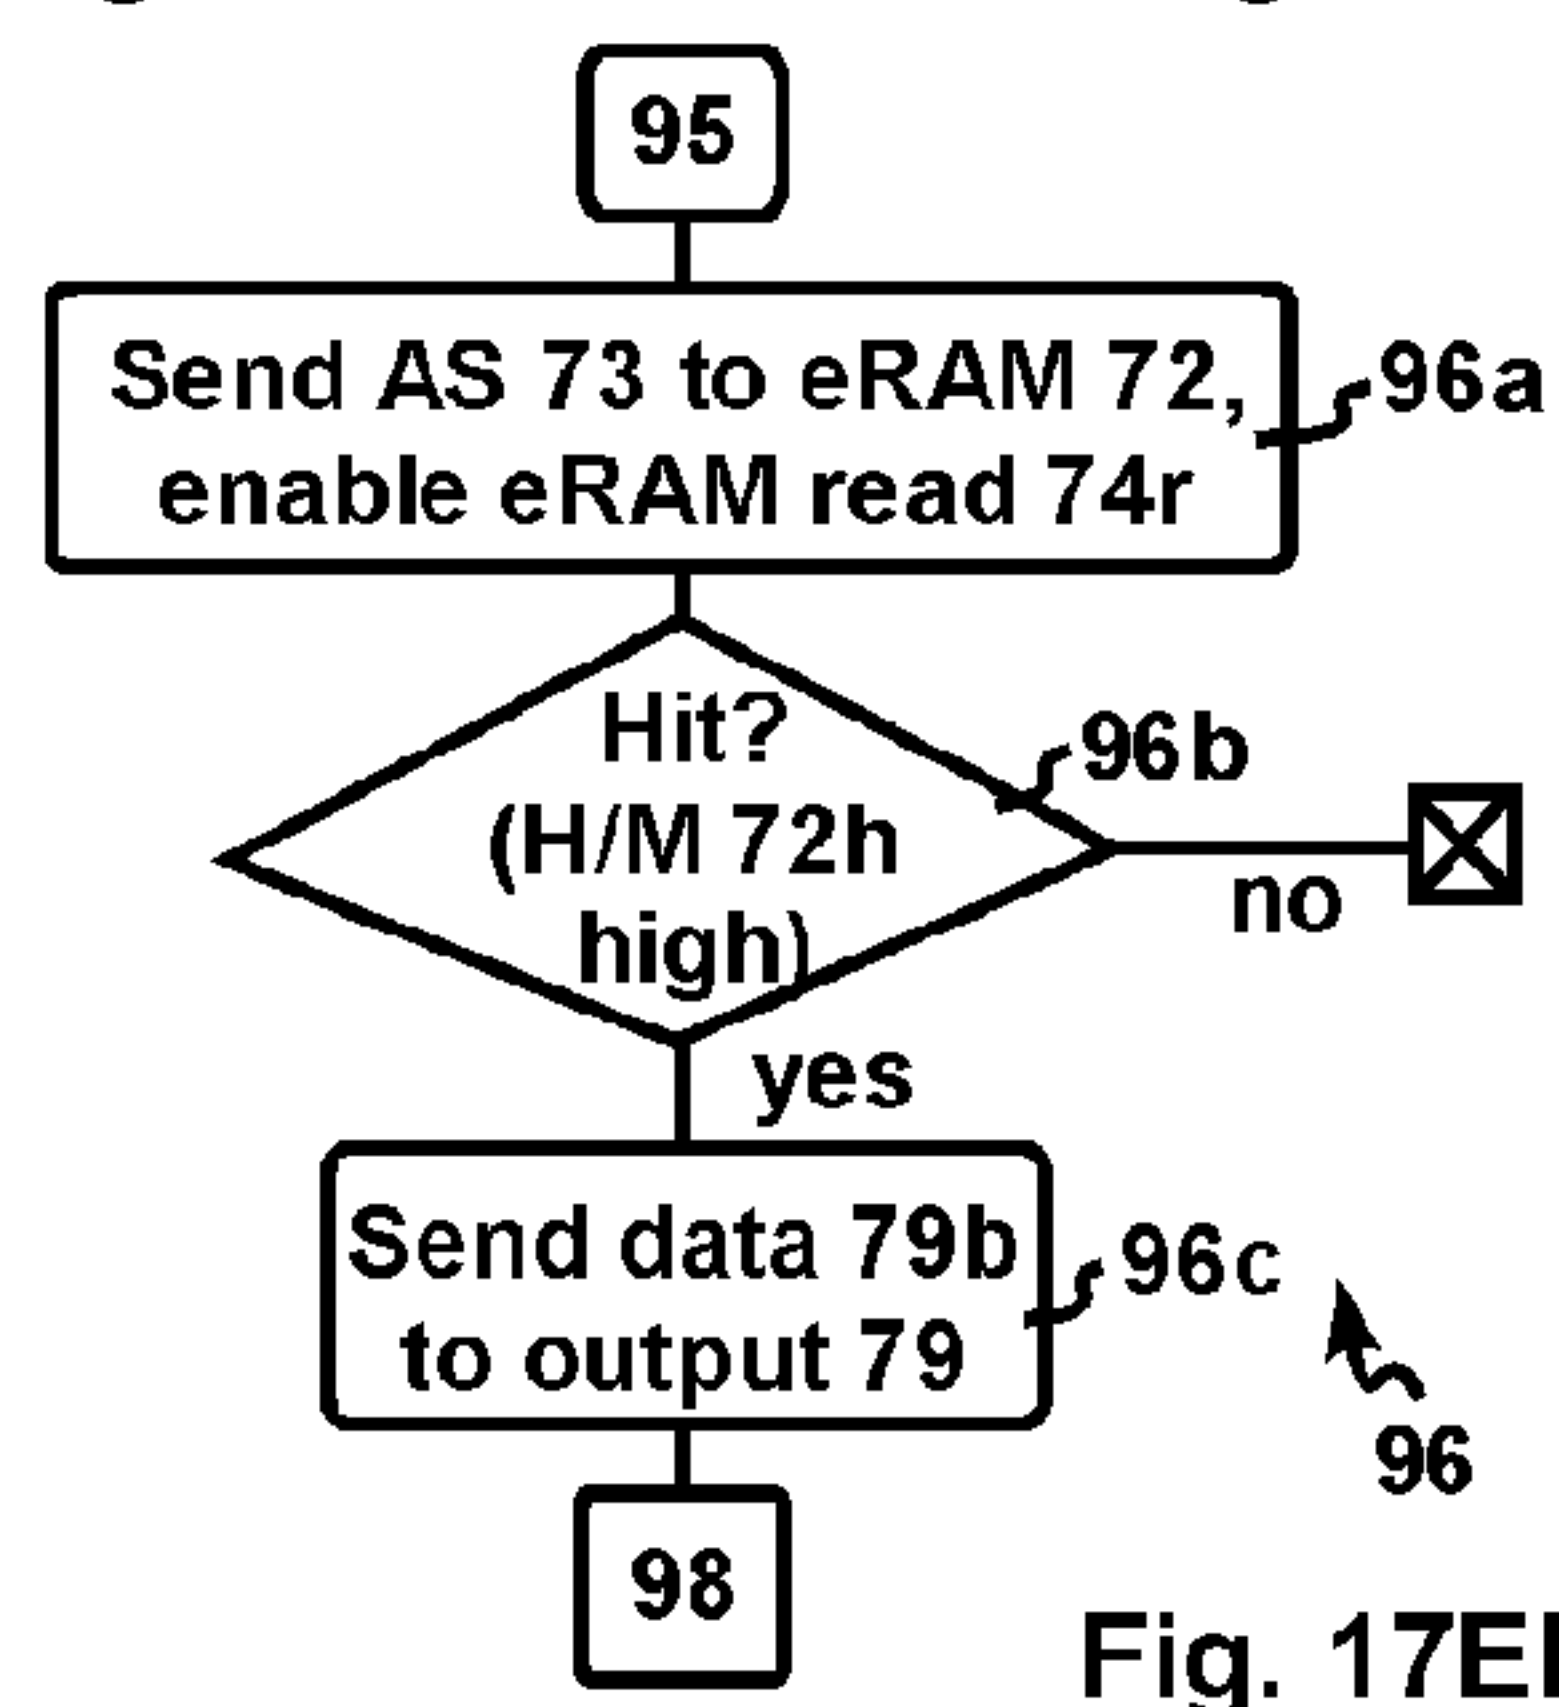 95
Send AS 73 to eRAM 72,
enable eRAM read 74r
96a
Hit?
(H/M 72h
high)
96b
no
yes
Send data 79b
to output 79
96c
96
98
Fig.